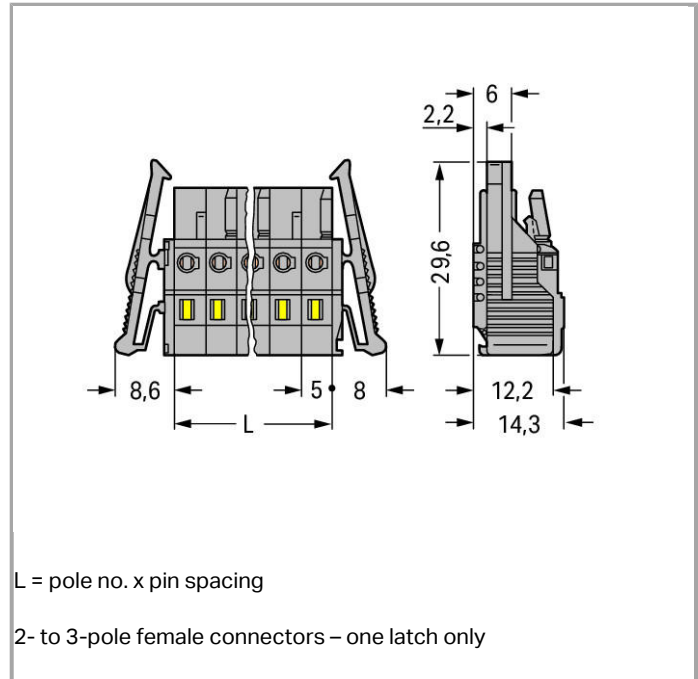 6
2,2
29,6
8,6
5
8
L
12,2
14,3
L = pole no. x pin spacing
2- to 3-pole female connectors – one latch only